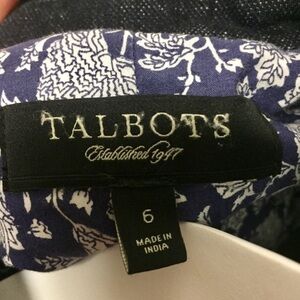 TALBOTS
Established 1947
6
MADE IN
INDIA